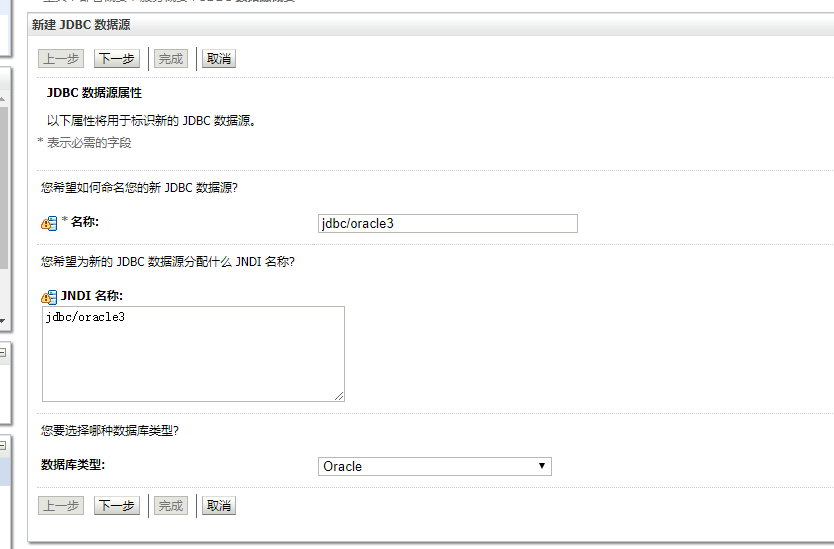 新建 JDBC 数据源
上一步 下一步 完成 取消
JDBC 数据源属性
以下属性将用于标识新的 JDBC 数据源。
* 表示必需的字段
您希望如何命名您的新 JDBC 数据源?
* 名称: jdbc/oracle3
您希望为新的 JDBC 数据源分配什么 JNDI 名称?
JNDI 名称:
jdbc/oracle3
您要选择哪种数据库类型?
数据库类型: Oracle
上一步 下一步 完成 取消